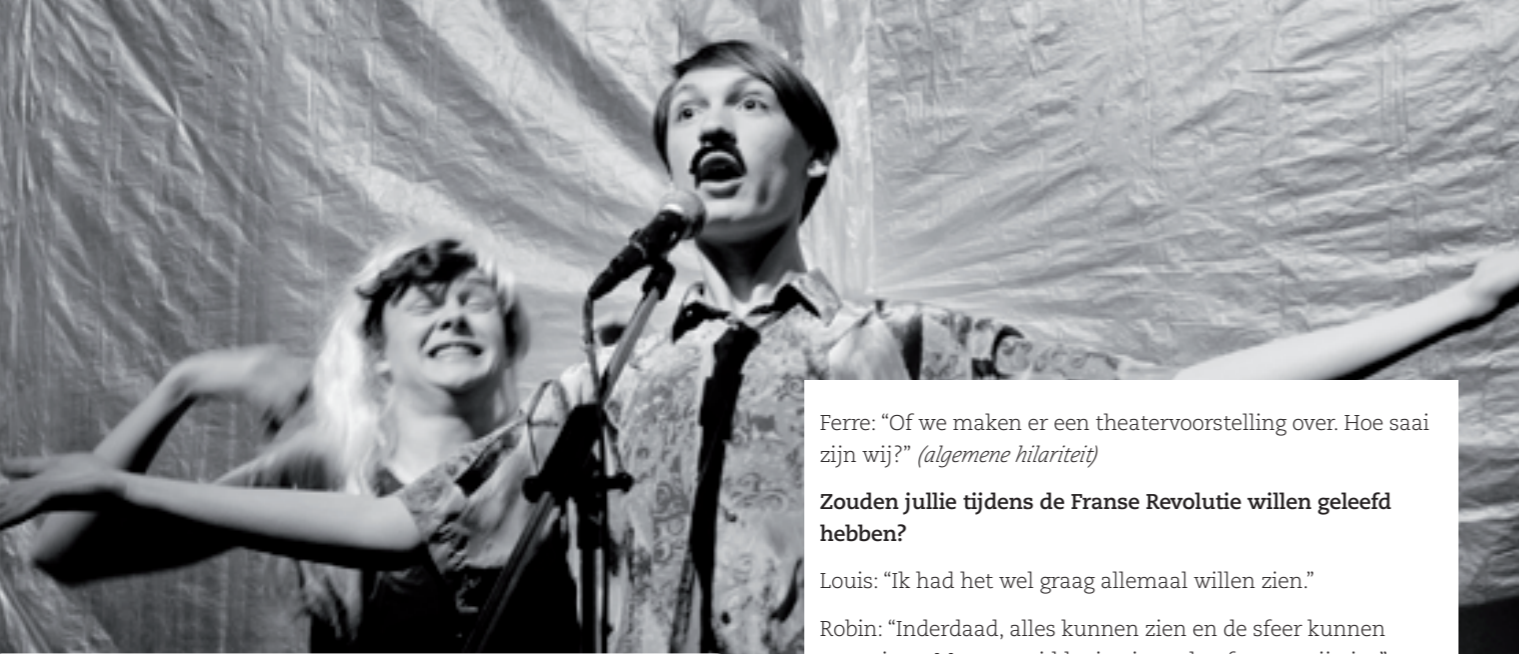 Ferre: “Of we maken er een theatervoorstelling over. Hoe saai
zijn wij?” (algemene hilariteit)
Zouden jullie tijdens de Franse Revolutie willen geleefd
hebben?
Louis: “Ik had het wel graag allemaal willen zien.”
Robin: “Inderdaad, alles kunnen zien en de sfeer kunnen